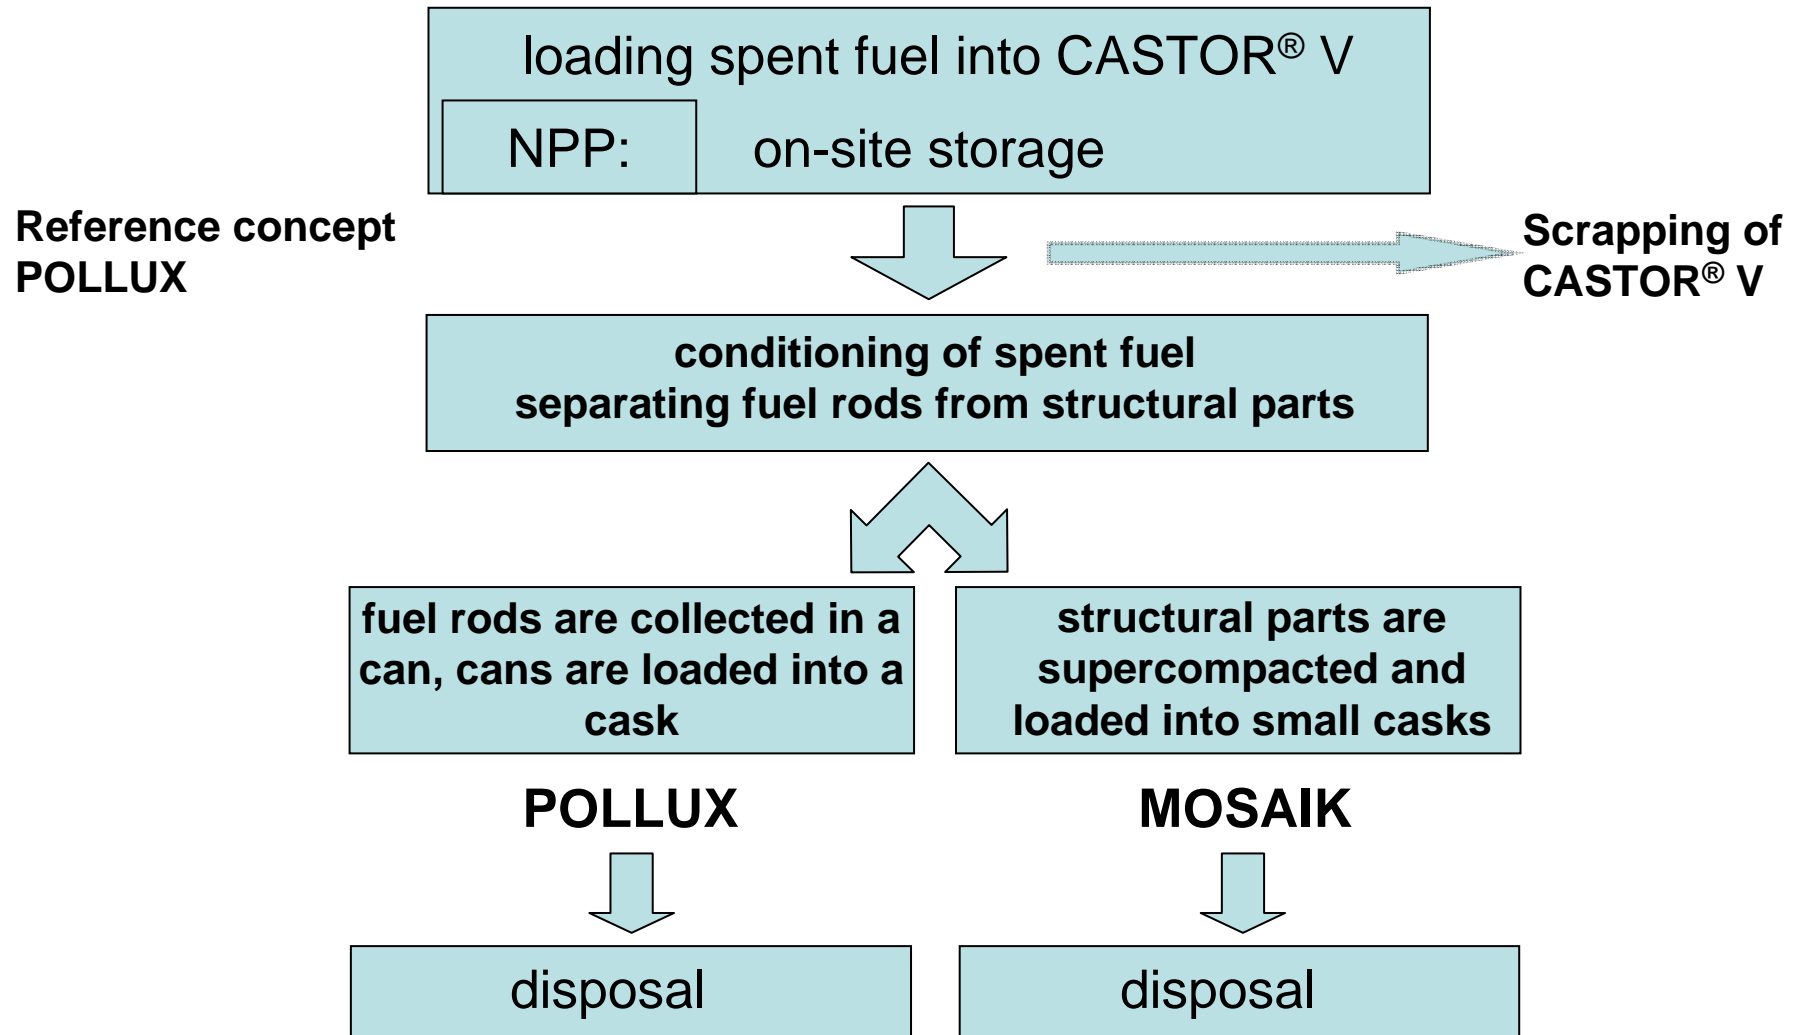 loading spent fuel into CASTOR® V
NPP: on-site storage
Reference concept
POLLUX
Scrapping of
CASTOR® V
conditioning of spent fuel
separating fuel rods from structural parts
fuel rods are collected in a
can, cans are loaded into a
cask
structural parts are
supercompacted and
loaded into small casks
POLLUX
MOSAIK
disposal
disposal